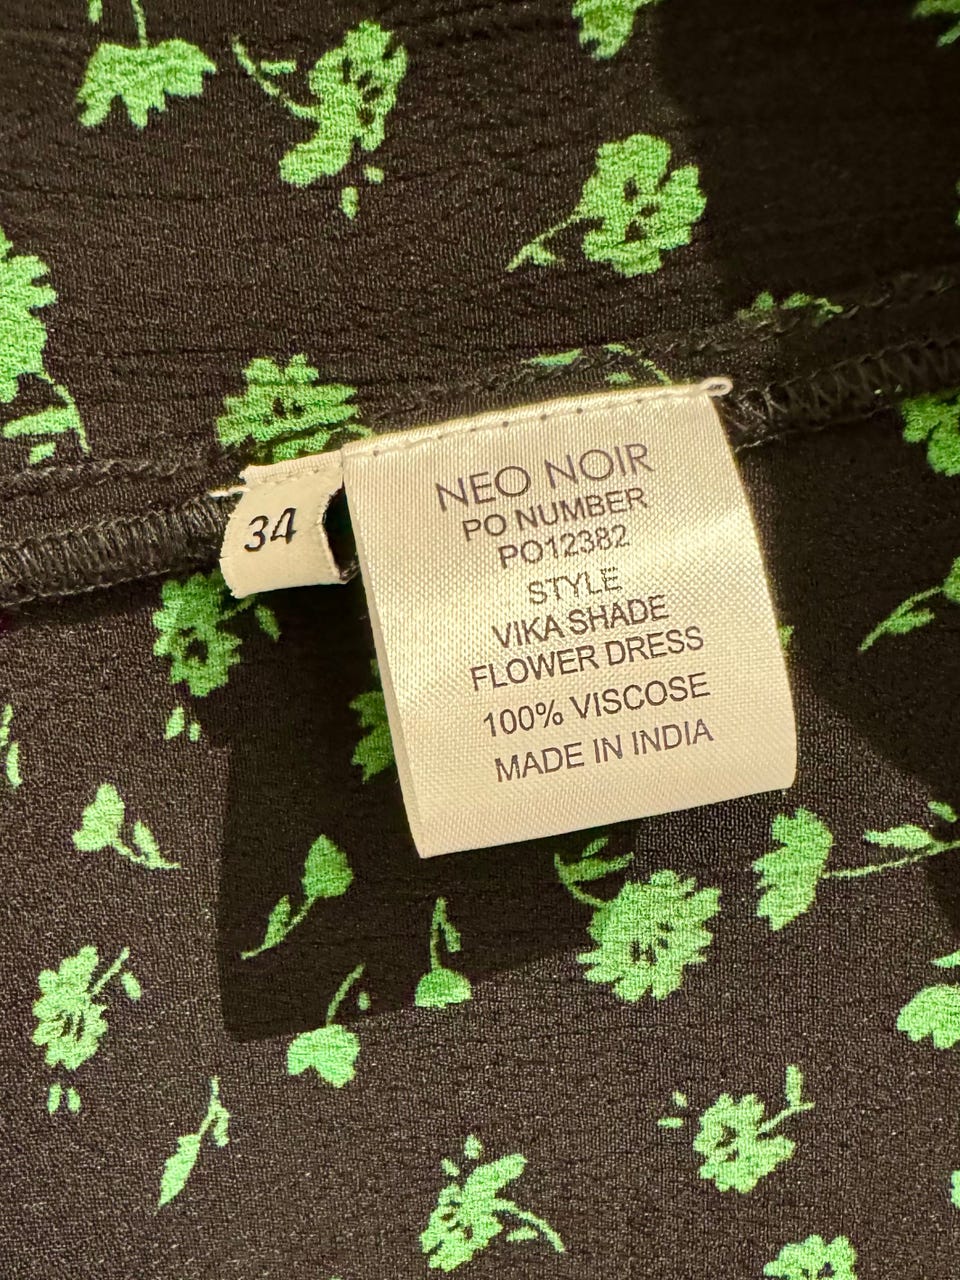 34
NEO NOIR
PO NUMBER
PO12382
STYLE
VIKA SHADE
FLOWER DRESS
100% VISCOSE
MADE IN INDIA